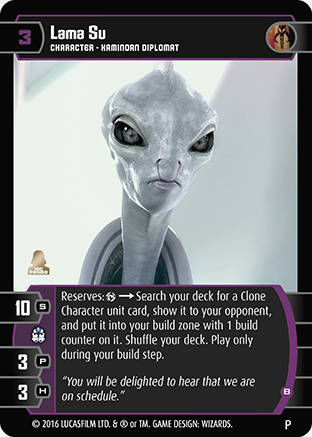 3
Lama Su
CHARACTER - KAMINOAN DIPLOMAT
10 S
3 P
3 H
Reserves: → Search your deck for a Clone
Character unit card, show it to your opponent,
and put it into your build zone with 1 build
counter on it. Shuffle your deck. Play only
during your build step.
“You will be delighted to hear that we are
on schedule.”
B
© 2016 LUCASFILM LTD. & ® or TM. GAME DESIGN: WIZARDS.
P